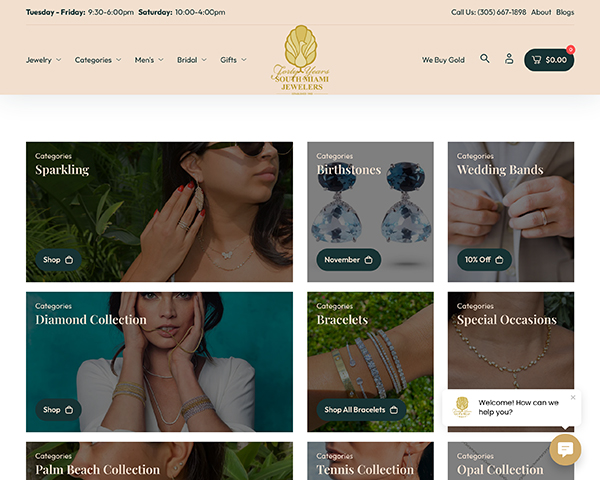 Tuesday - Friday: 9:30-6:00pm Saturday: 10:00-4:00pm
Call Us: (305) 667-1898 About Blogs
Jewelry Categories Men's Bridal Gifts
Forty Years
SOUTH MIAMI
JEWELERS
We Buy Gold
0
$0.00
Categories
Sparkling
Shop
Categories
Birthstones
November
Categories
Wedding Bands
10% Off
Categories
Diamond Collection
Shop
Categories
Bracelets
Shop All Bracelets
Categories
Special Occasions
Welcome! How can we
help you?
Categories
Palm Beach Collection
Categories
Tennis Collection
Categories
Opal Collection